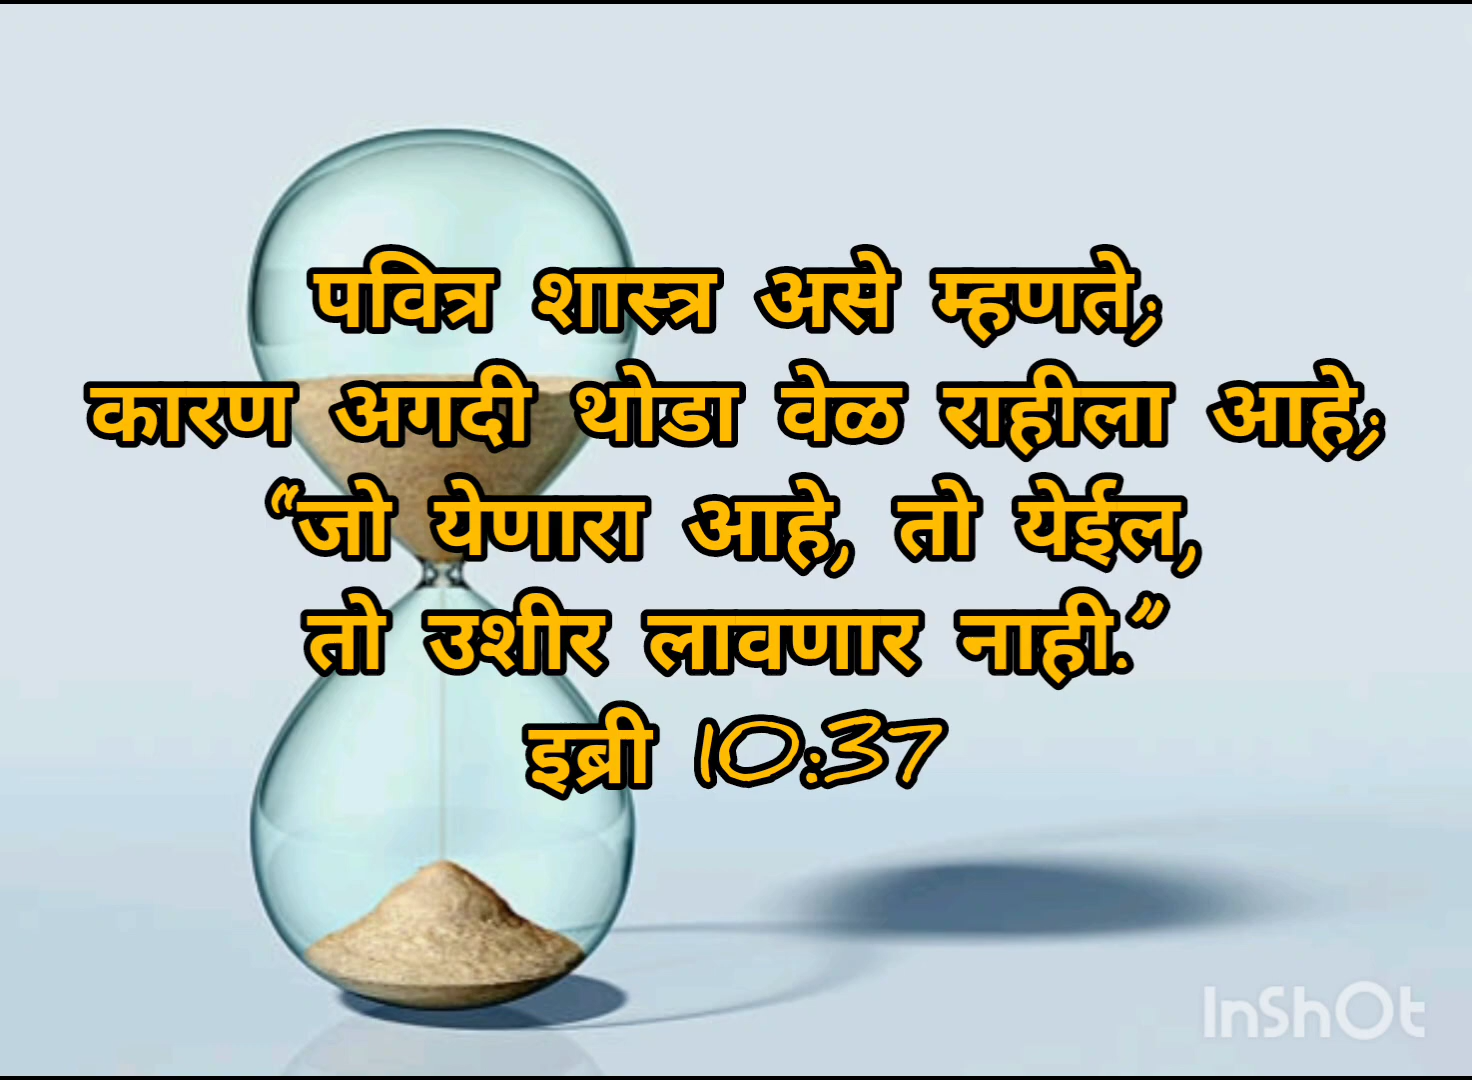 पवित्र शास्त्र असे म्हणते;
कारण अगदी थोडा वेळ राहीला आहे;
“जो येणारा आहे, तो येईल,
तो उशीर लावणार नाही.”
इब्री 10:37
InShOt